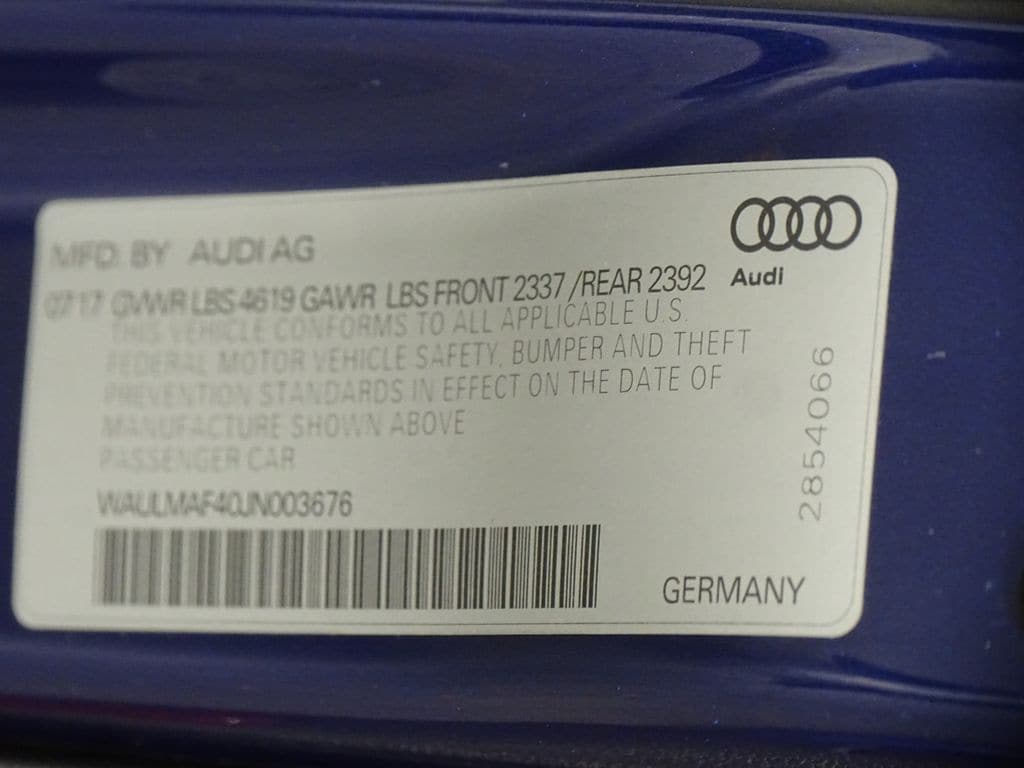 MFD. BY AUDI AG
Audi
07 17 GVWR LBS 4619 GAWR LBS FRONT 2337 /REAR 2392
THIS VEHICLE CONFORMS TO ALL APPLICABLE U.S.
FEDERAL MOTOR VEHICLE SAFETY, BUMPER AND THEFT
PREVENTION STANDARDS IN EFFECT ON THE DATE OF
MANUFACTURE SHOWN ABOVE
PASSENGER CAR
WAULMAF40JN003676
2854066
GERMANY